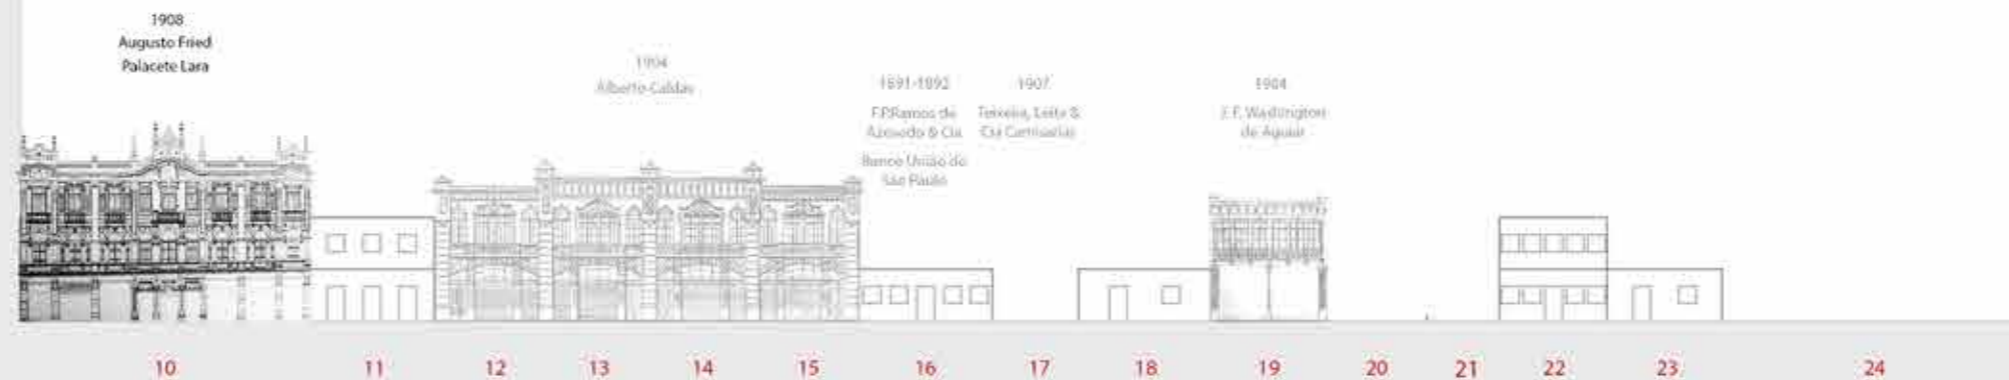 1908
Augusto Fried
Palacete Lara
1904
Alberto Caldas
1891-1892
F.P.Ramos de
Azevedo & Cia
Banco União do
São Paulo
1907
Teixeira, Leite &
Cia
1904
J. F. Washington
de Aguiar
10 11 12 13 14 15 16 17 18 19 20 21 22 23 24